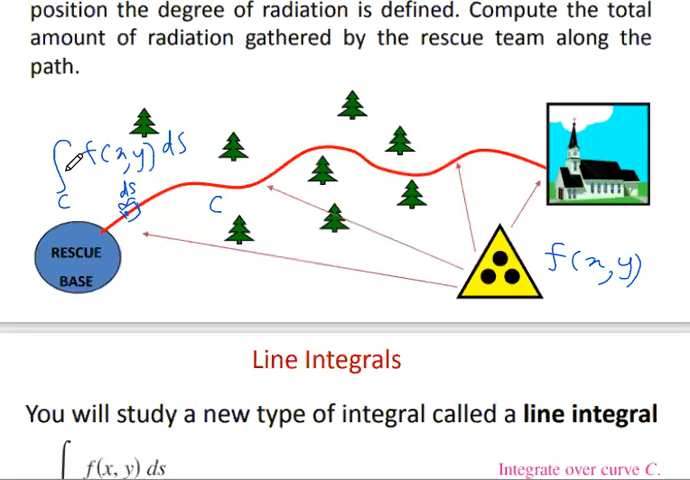 position the degree of radiation is defined. Compute the total
amount of radiation gathered by the rescue team along the
path.
∫_C f(x,y) ds
ds
C
RESCUE
BASE
f(x,y)
Line Integrals
You will study a new type of integral called a line integral
∫ f(x, y) ds
Integrate over curve C.